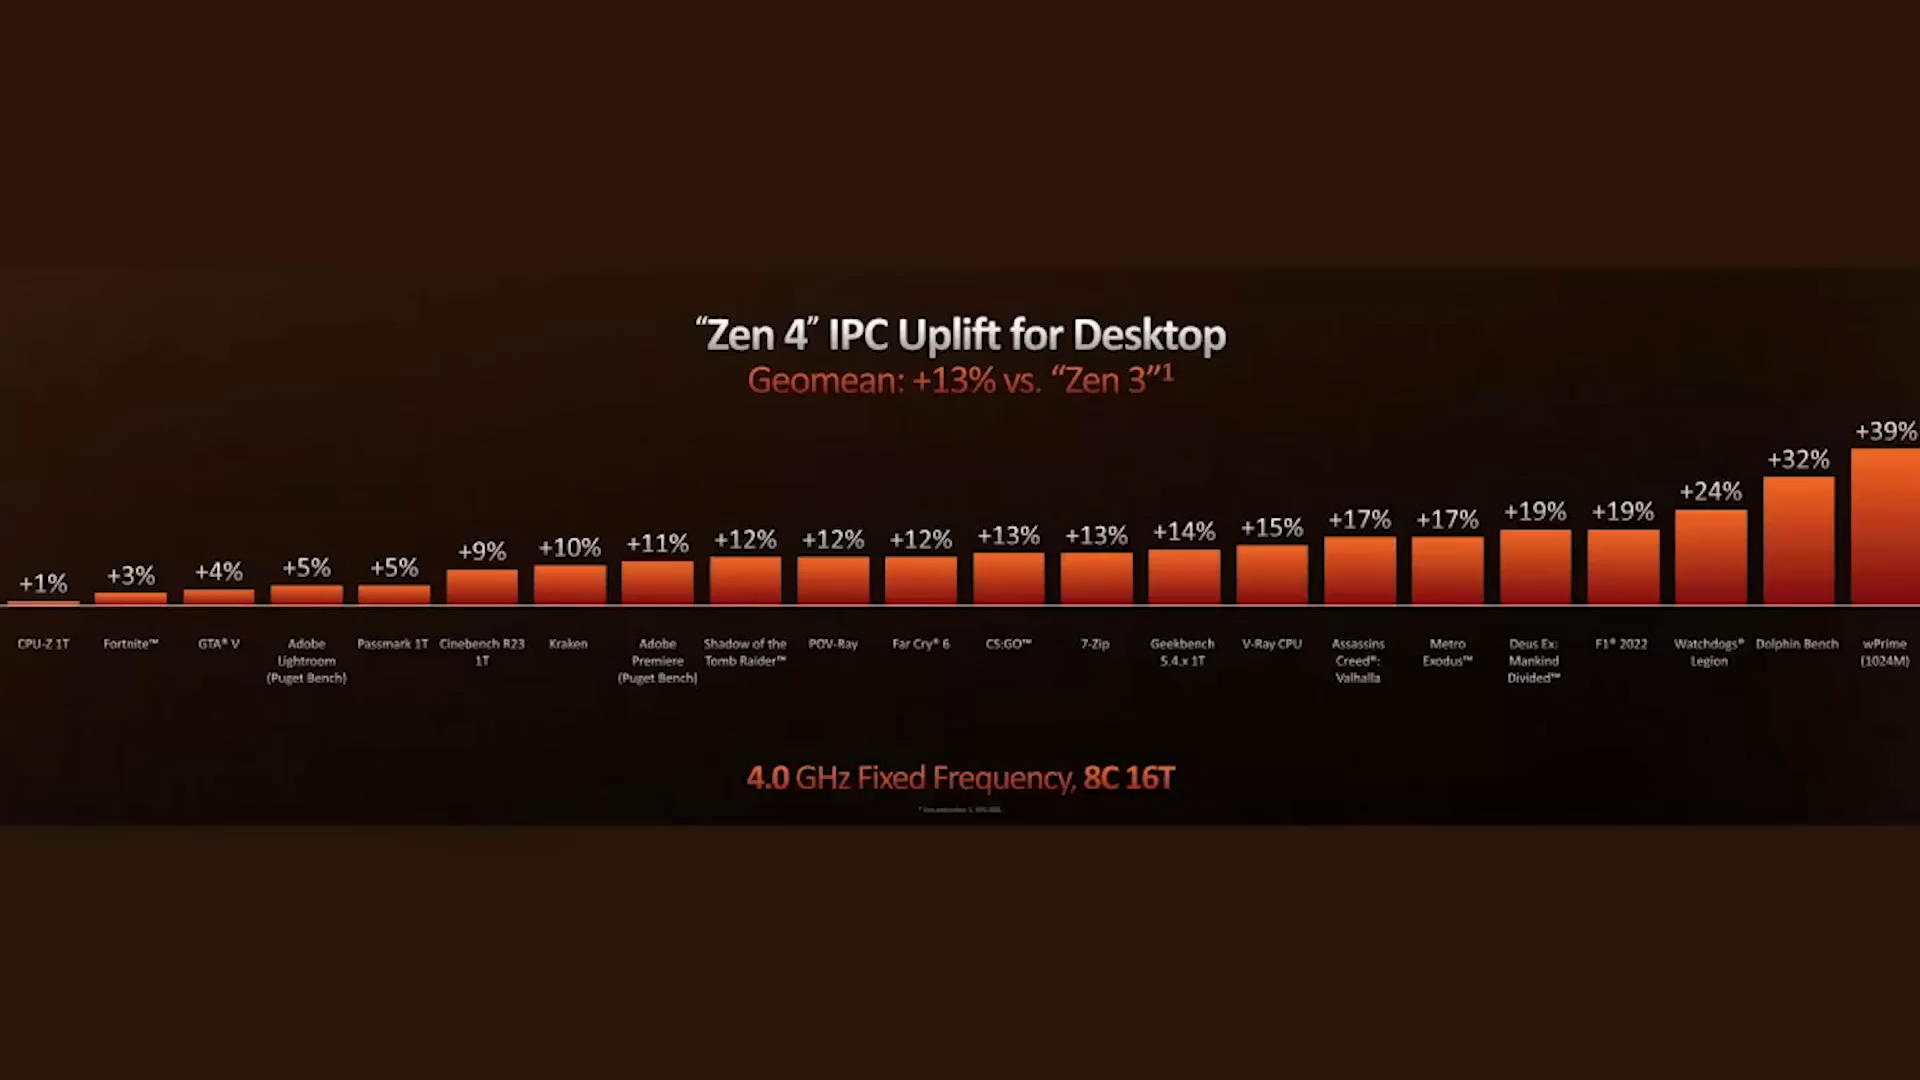 “Zen 4” IPC Uplift for Desktop
Geomean: +13% vs. “Zen 3”1
+1%
+3%
+4%
+5%
+5%
+9%
+10%
+11%
+12%
+12%
+12%
+13%
+13%
+14%
+15%
+17%
+17%
+19%
+19%
+24%
+32%
+39%
CPU-Z 1T
Fortnite™
GTA® V
Adobe
Lightroom
(Puget Bench)
Passmark 1T
Cinebench R23
1T
Kraken
Adobe
Premiere
(Puget Bench)
Shadow of the
Tomb Raider™
POV-Ray
Far Cry® 6
CS:GO™
7-Zip
Geekbench
5.4.x 1T
V-Ray CPU
Assassins
Creed®:
Valhalla
Metro
Exodus™
Deus Ex:
Mankind
Divided™
F1® 2022
Watchdogs®
Legion
Dolphin Bench
wPrime
(1024M)
4.0 GHz Fixed Frequency, 8C 16T